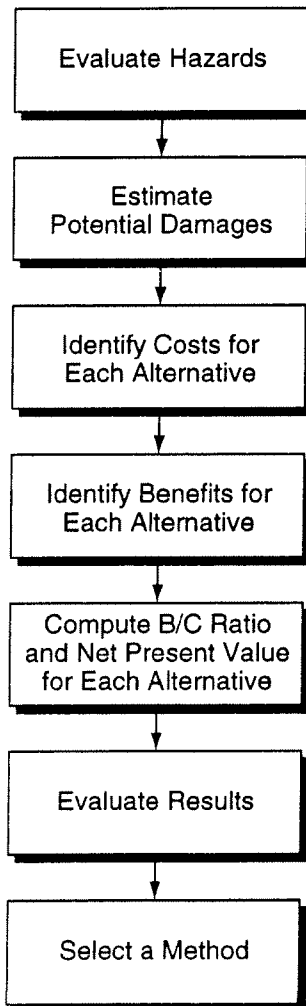 Evaluate Hazards
Estimate
Potential Damages
Identify Costs for
Each Alternative
Identify Benefits for
Each Alternative
Compute B/C Ratio
and Net Present Value
for Each Alternative
Evaluate Results
Select a Method